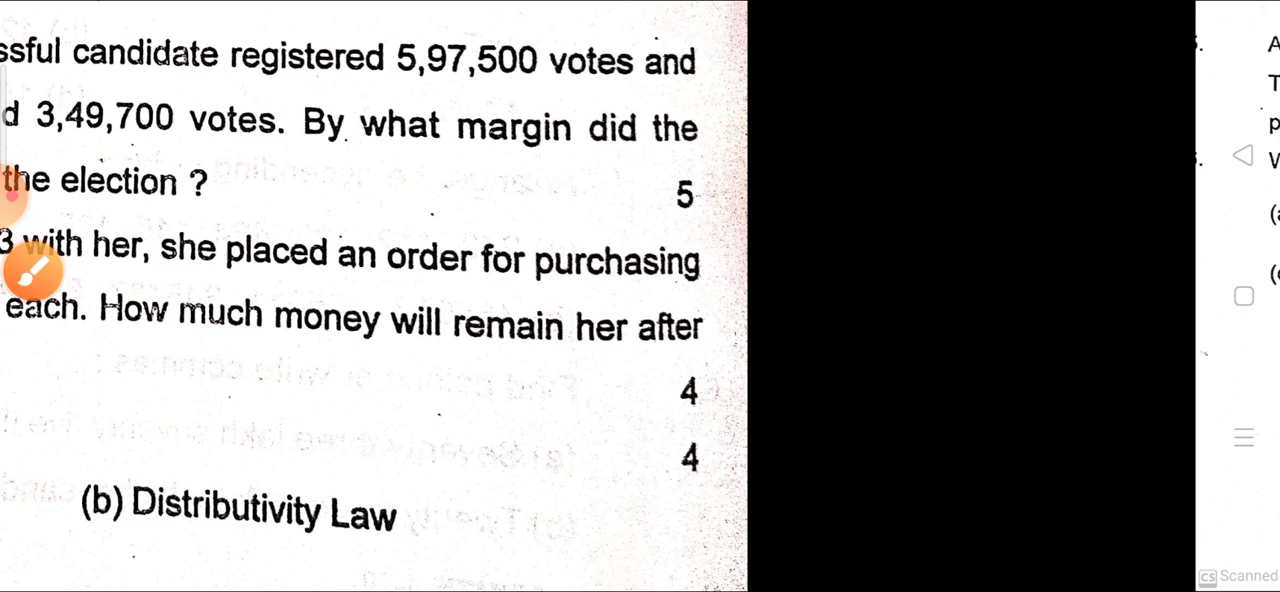 ssful candidate registered 5,97,500 votes and
d 3,49,700 votes. By what margin did the
the election ?
5
3 with her, she placed an order for purchasing
each. How much money will remain her after
4
4
(b) Distributivity Law
A
T
p
V
CS Scanned